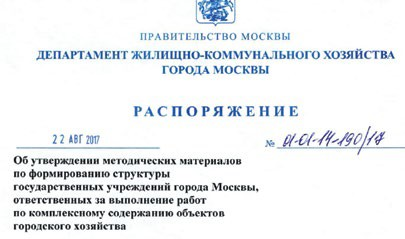 ПРАВИТЕЛЬСТВО МОСКВЫ
ДЕПАРТАМЕНТ ЖИЛИЩНО-КОММУНАЛЬНОГО ХОЗЯЙСТВА
ГОРОДА МОСКВЫ
РАСПОРЯЖЕНИЕ
22 АВГ 2017 № 01-01-14-190/17
Об утверждении методических материалов
по формированию структуры
государственных учреждений города Москвы,
ответственных за выполнение работ
по комплексному содержанию объектов
городского хозяйства